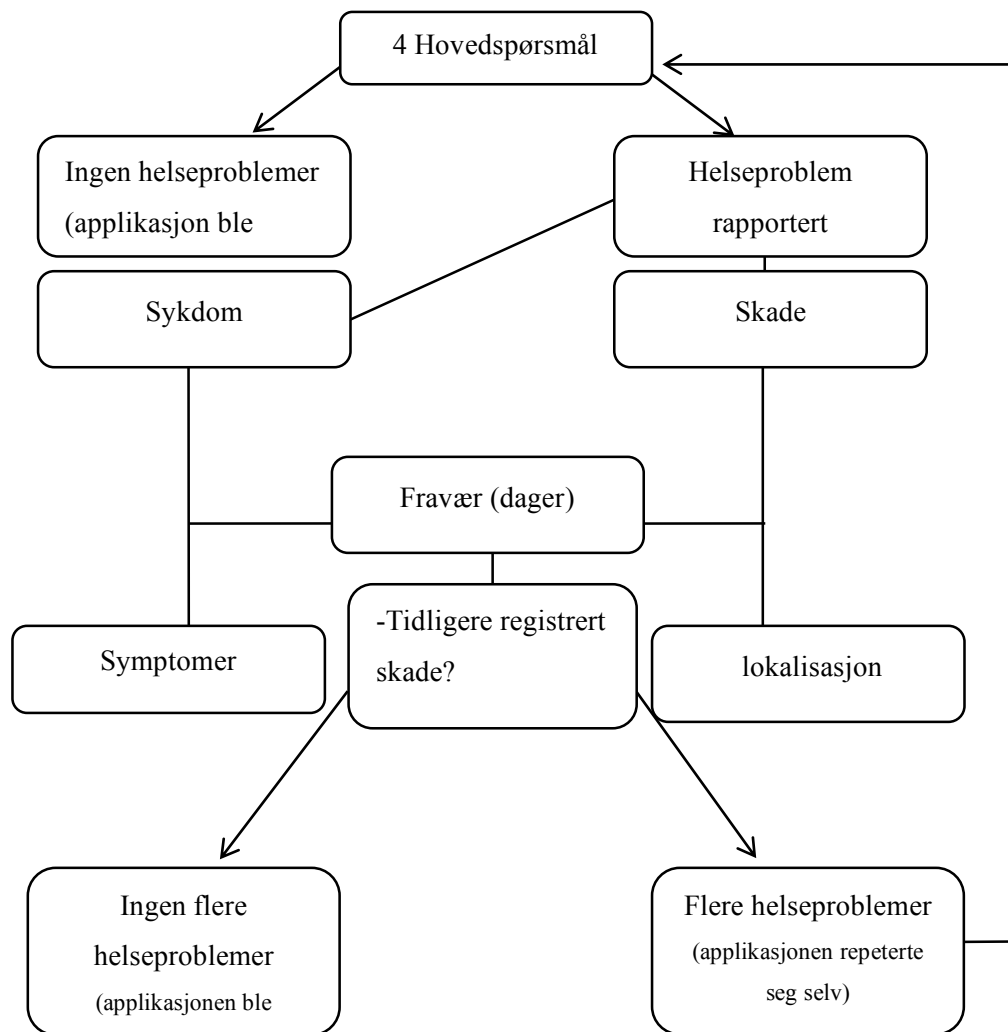 4 Hovedspørsmål
Ingen helseproblemer
(applikasjon ble
Helseproblem
rapportert
Sykdom
Skade
Fravær (dager)
-Tidligere registrert
skade?
Symptomer
lokalisasjon
Ingen flere
helseproblemer
(applikasjonen ble
Flere helseproblemer
(applikasjonen repeterte
seg selv)